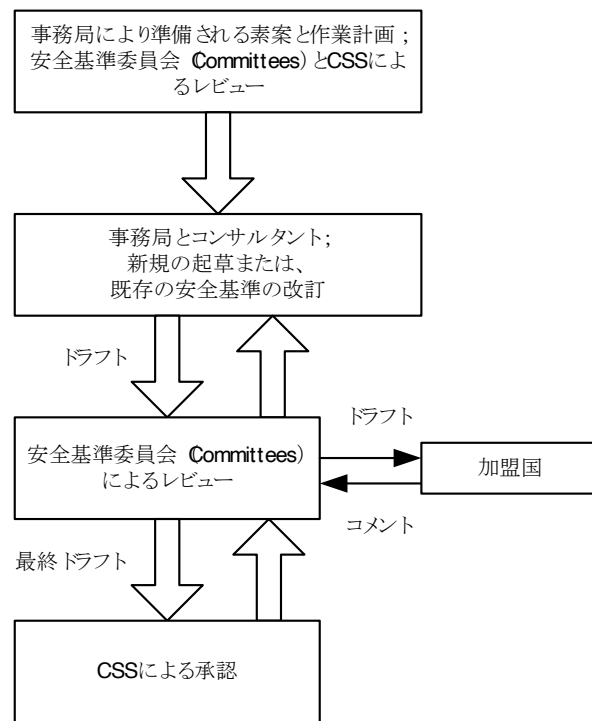 事務局により準備される素案と作業計画;
安全基準委員会(Committees)とCSSによ
るレビュー
事務局とコンサルタント;
新規の起草または、
既存の安全基準の改訂
ドラフト
ドラフト
安全基準委員会(Committees)
によるレビュー
加盟国
コメント
最終ドラフト
CSSによる承認